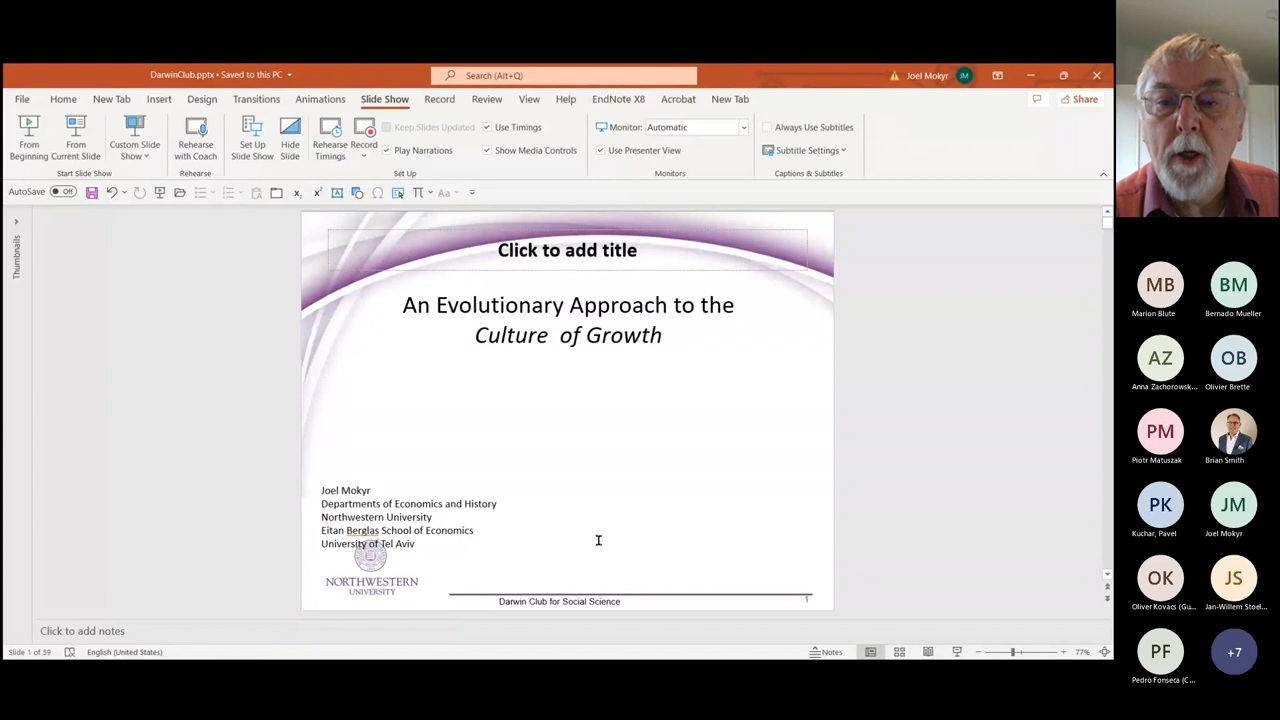 DarwinClub.pptx • Saved to this PC
Search (Alt+Q)
Joel Mokyr
JM
File Home New Tab Insert Design Transitions Animations Slide Show Record Review View Help EndNote X8 Acrobat New Tab
Share
From Beginning
From Current Slide
Custom Slide Show
Rehearse with Coach
Set Up Slide Show
Hide Slide
Rehearse Timings
Record
Keep Slides Updated
Use Timings
Play Narrations
Show Media Controls
Monitor: Automatic
Use Presenter View
Always Use Subtitles
Subtitle Settings
Start Slide Show
Rehearse
Set Up
Monitors
Captions & Subtitles
AutoSave Off
Thumbnails
Click to add title
An Evolutionary Approach to the
Culture of Growth
Joel Mokyr
Departments of Economics and History
Northwestern University
Eitan Berglas School of Economics
University of Tel Aviv
NORTHWESTERN
UNIVERSITY
Darwin Club for Social Science
1
Click to add notes
Slide 1 of 59
English (United States)
Notes
77%
MB
Marion Blute
BM
Bernado Mueller
AZ
Anna Zachorowsk...
OB
Olivier Brette
PM
Piotr Matuszak
Brian Smith
PK
Kuchar, Pavel
JM
Joel Mokyr
OK
Oliver Kovacs (Gu...
JS
Jan-Willem Stoel...
PF
Pedro Fonseca (C...
+7